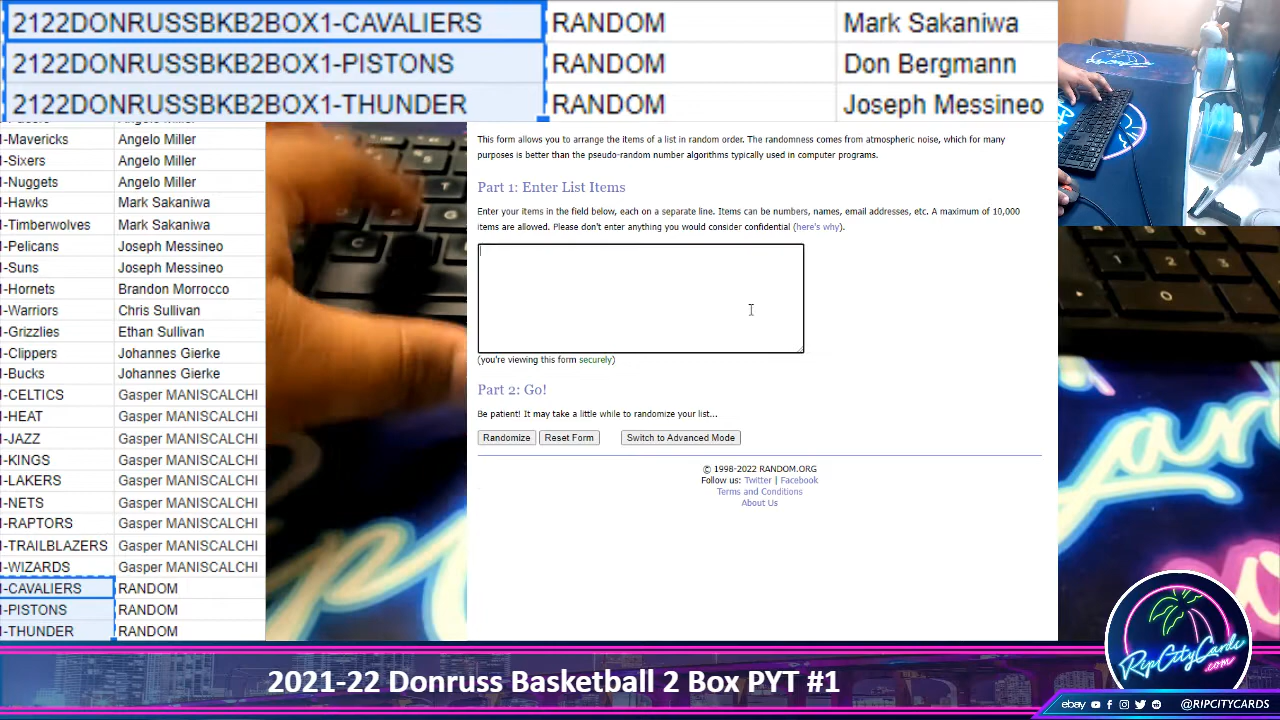 2122DONRUSSBKB2BOX1-CAVALIERS RANDOM Mark Sakaniwa
2122DONRUSSBKB2BOX1-PISTONS RANDOM Don Bergmann
2122DONRUSSBKB2BOX1-THUNDER RANDOM Joseph Messineo
-Mavericks Angelo Miller
-Sixers Angelo Miller
-Nuggets Angelo Miller
-Hawks Mark Sakaniwa
-Timberwolves Mark Sakaniwa
-Pelicans Joseph Messineo
-Suns Joseph Messineo
-Hornets Brandon Morrocco
-Warriors Chris Sullivan
-Grizzlies Ethan Sullivan
-Clippers Johannes Gierke
-Bucks Johannes Gierke
-CELTICS Gasper MANISCALCHI
-HEAT Gasper MANISCALCHI
-JAZZ Gasper MANISCALCHI
-KINGS Gasper MANISCALCHI
-LAKERS Gasper MANISCALCHI
-NETS Gasper MANISCALCHI
-RAPTORS Gasper MANISCALCHI
-TRAILBLAZERS Gasper MANISCALCHI
-WIZARDS Gasper MANISCALCHI
-CAVALIERS RANDOM
-PISTONS RANDOM
-THUNDER RANDOM
This form allows you to arrange the items of a list in random order. The randomness comes from atmospheric noise, which for many
purposes is better than the pseudo-random number algorithms typically used in computer programs.
Part 1: Enter List Items
Enter your items in the field below, each on a separate line. Items can be numbers, names, email addresses, etc. A maximum of 10,000
items are allowed. Please don't enter anything you would consider confidential (here's why).
(you're viewing this form securely)
Part 2: Go!
Be patient! It may take a little while to randomize your list...
Randomize Reset Form Switch to Advanced Mode
© 1998-2022 RANDOM.ORG
Follow us: Twitter | Facebook
Terms and Conditions
About Us
2021-22 Donruss Basketball 2 Box PYT #1
RipCityCards
.com
ebay @RIPCITYCARDS